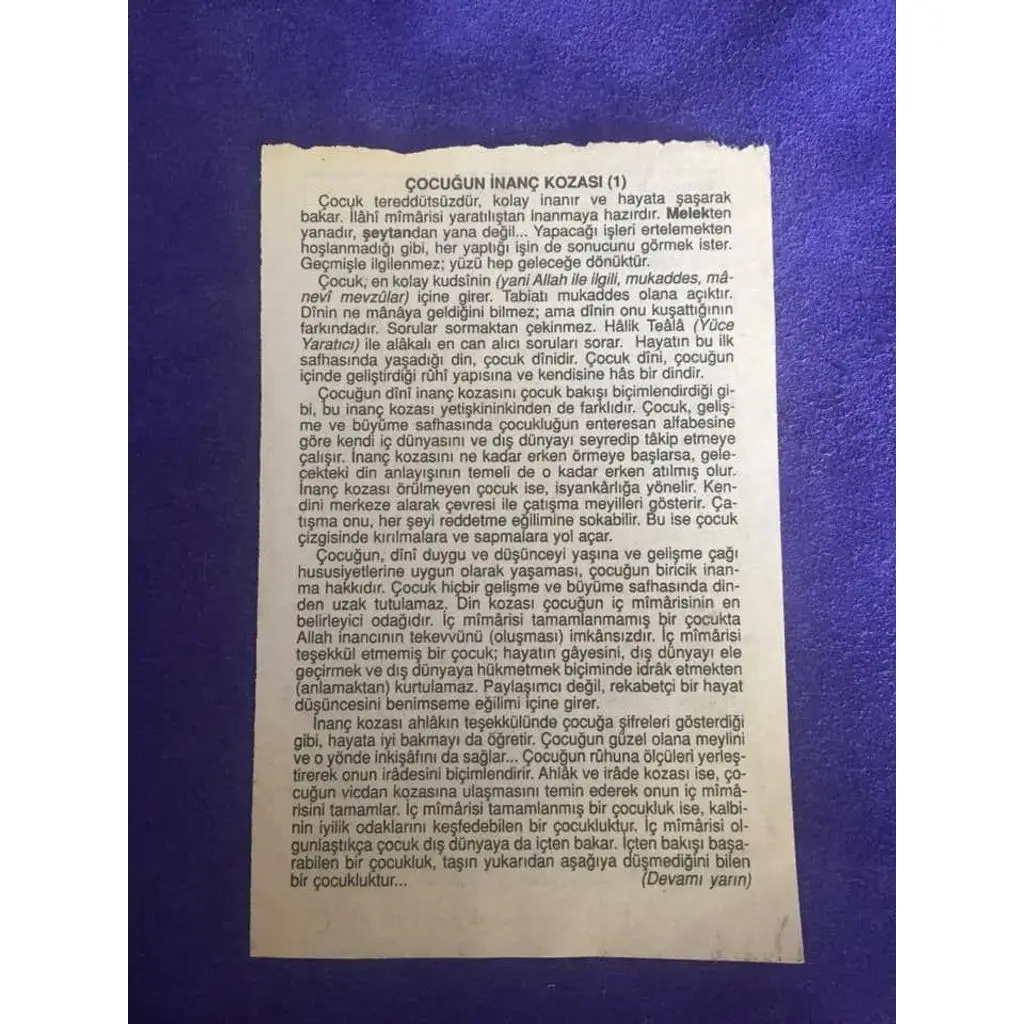 ÇOCUĞUN İNANÇ KOZASI (1)
Çocuk tereddütsüzdür, kolay inanır ve hayata şaşarak
bakar. İlâhî mîmârisi yaratılıştan inanmaya hazırdır. Melekten
yanadır, şeytandan yana değil... Yapacağı işleri ertelemekten
hoşlanmadığı gibi, her yaptığı işin de sonucunu görmek ister.
Geçmişle ilgilenmez; yüzü hep geleceğe dönüktür.
Çocuk, en kolay kudsînin (yani Allah ile ilgili, mukaddes, mâ-
nevî mevzûlar) içine girer. Tabiatı mukaddes olana açıktır.
Dînin ne mânâya geldiğini bilmez; ama dînin onu kuşattığının
farkındadır. Sorular sormaktan çekinmez. Hâlik Teâlâ (Yüce
Yaratıcı) ile alâkalı en can alıcı soruları sorar. Hayatın bu ilk
safhasında yaşadığı din, çocuk dînidir. Çocuk dîni, çocuğun
içinde geliştirdiği rûhî yapısına ve kendisine hâs bir dindir.
Çocuğun dînî inanç kozasını çocuk bakışı biçimlendirdiği gi-
bi, bu inanç kozası yetişkininkinden de farklıdır. Çocuk, geliş-
me ve büyüme safhasında çocukluğun enteresan alfabesine
göre kendi iç dünyasını ve dış dünyayı seyredip tâkip etmeye
çalışır. İnanç kozasını ne kadar erken örmeye başlarsa, gele-
cekteki din anlayışının temeli de o kadar erken atılmış olur.
İnanç kozası örülmeyen çocuk ise, isyankârlığa yönelir. Ken-
dini merkeze alarak çevresi ile çatışma meyilleri gösterir. Ça-
tışma onu, her şeyi reddetme eğilimine sokabilir. Bu ise çocuk
çizgisinde kırılmalara ve sapmalara yol açar.
Çocuğun, dînî duygu ve düşünceyi yaşına ve gelişme çağı
hususiyetlerine uygun olarak yaşaması, çocuğun biricik inan-
ma hakkıdır. Çocuk hiçbir gelişme ve büyüme safhasında din-
den uzak tutulamaz. Din kozası çocuğun iç mîmârisinin en
belirleyici odağıdır. İç mîmârisi tamamlanmamış bir çocukta
Allah inancının tekevvünü (oluşması) imkânsızdır. İç mîmârisi
teşekkül etmemiş bir çocuk; hayatın gâyesini, dış dünyayı ele
geçirmek ve dış dünyaya hükmetmek biçiminde idrâk etmekten
(anlamaktan) kurtulamaz. Paylaşımcı değil, rekabetçi bir hayat
düşüncesini benimseme eğilimi içine girer.
İnanç kozası ahlâkın teşekkülünde çocuğa şifreleri gösterdiği
gibi, hayata iyi bakmayı da öğretir. Çocuğun güzel olana meylini
ve o yönde inkişâfını da sağlar... Çocuğun rûhuna ölçüleri yerleş-
tirerek onun irâdesini biçimlendirir. Ahlâk ve irâde kozası ise, ço-
cuğun vicdan kozasına ulaşmasını temin ederek onun iç mîmâ-
risini tamamlar. İç mîmârisi tamamlanmış bir çocukluk ise, kalbi-
nin iyilik odaklarını keşfedebilen bir çocukluktur. İç mîmârisi ol-
gunlaştıkça çocuk dış dünyaya da içten bakar. İçten bakışı başa-
rabilen bir çocukluk, taşın yukarıdan aşağıya düşmediğini bilen
bir çocukluktur... (Devamı yarın)